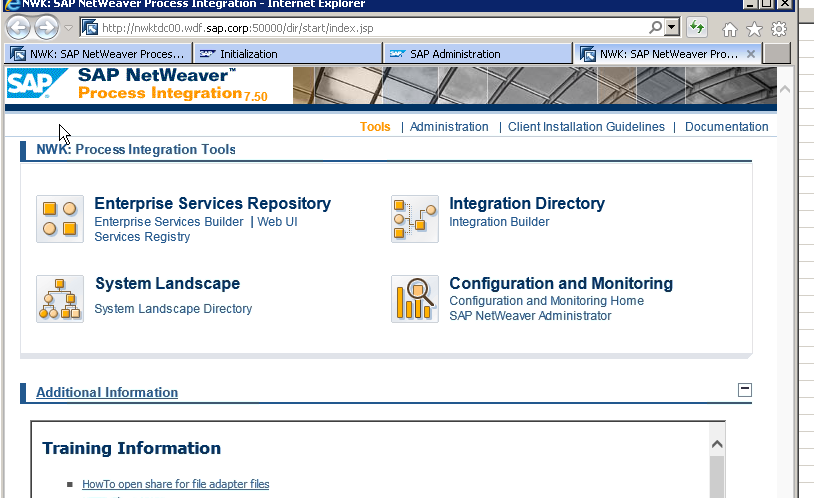 NWK: SAP NetWeaver Process Integration - Internet Explorer
http://nwktdc00.wdf.sap.corp:50000/dir/start/index.jsp
NWK: SAP NetWeaver Proces... Initialization SAP Administration NWK: SAP NetWeaver Pro...
SAP SAP NetWeaver™
Process Integration 7.50
Tools | Administration | Client Installation Guidelines | Documentation
NWK: Process Integration Tools
Enterprise Services Repository
Enterprise Services Builder | Web UI
Services Registry
Integration Directory
Integration Builder
System Landscape
System Landscape Directory
Configuration and Monitoring
Configuration and Monitoring Home
SAP NetWeaver Administrator
Additional Information
Training Information
HowTo open share for file adapter files